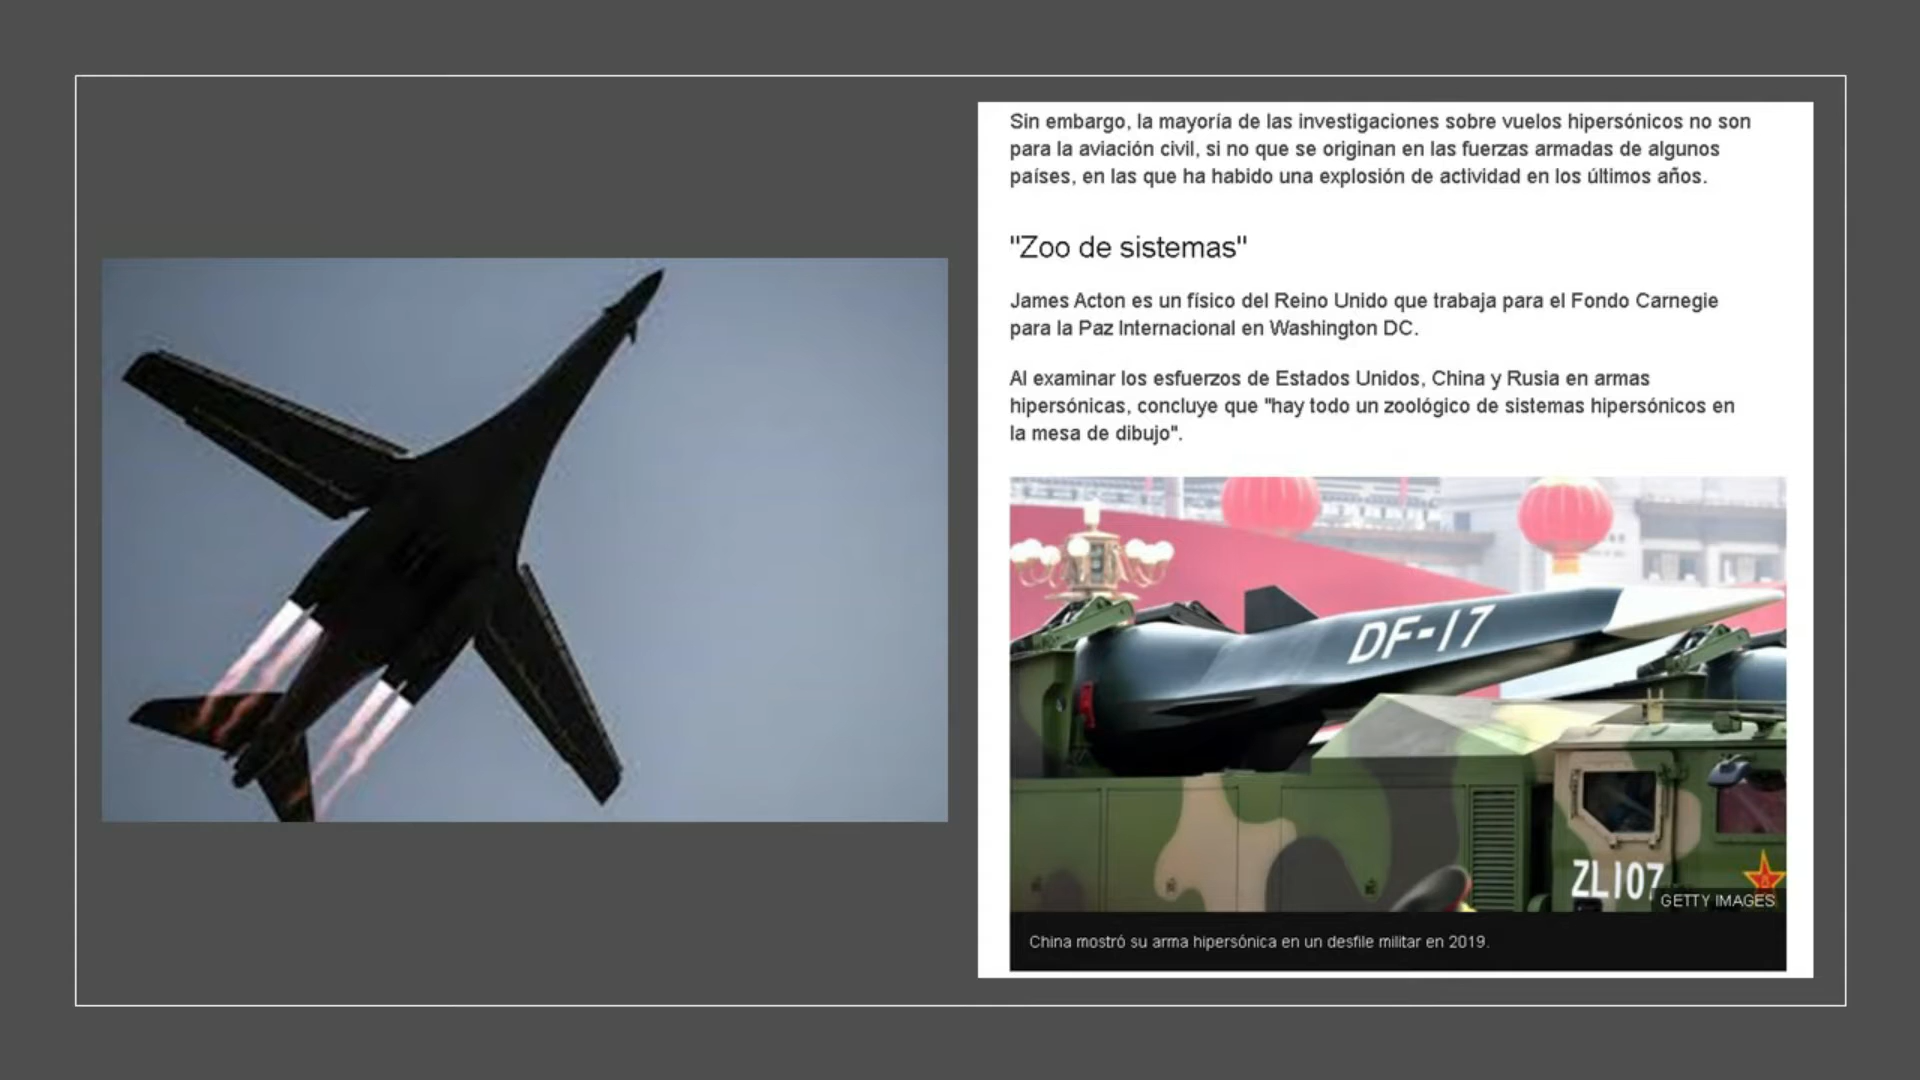 Sin embargo, la mayoría de las investigaciones sobre vuelos hipersónicos no son
para la aviación civil, si no que se originan en las fuerzas armadas de algunos
países, en las que ha habido una explosión de actividad en los últimos años.
"Zoo de sistemas"
James Acton es un físico del Reino Unido que trabaja para el Fondo Carnegie
para la Paz Internacional en Washington DC.
Al examinar los esfuerzos de Estados Unidos, China y Rusia en armas
hipersónicas, concluye que "hay todo un zoológico de sistemas hipersónicos en
la mesa de dibujo".
DF-17
ZL107
GETTY IMAGES
China mostró su arma hipersónica en un desfile militar en 2019.